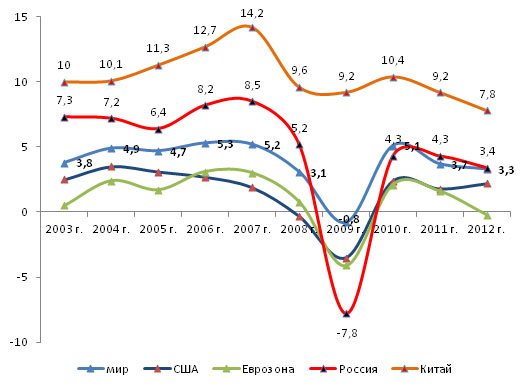 15
14,2
12,7
11,3
10 10,1 9,6 9,2 10,4 9,2 7,8
10
7,3 7,2 6,4 8,2 8,5 5,2
5
3,8 4,9 4,7 5,3 5,2 3,1 -0,8 4,3 5,1 4,3 3,7 3,4 3,3
0
2003 г. 2004 г. 2005 г. 2006 г. 2007 г. 2008 г. 2009 г. 2010 г. 2011 г. 2012 г.
-5
-7,8
-10
мир США Еврозона Россия Китай